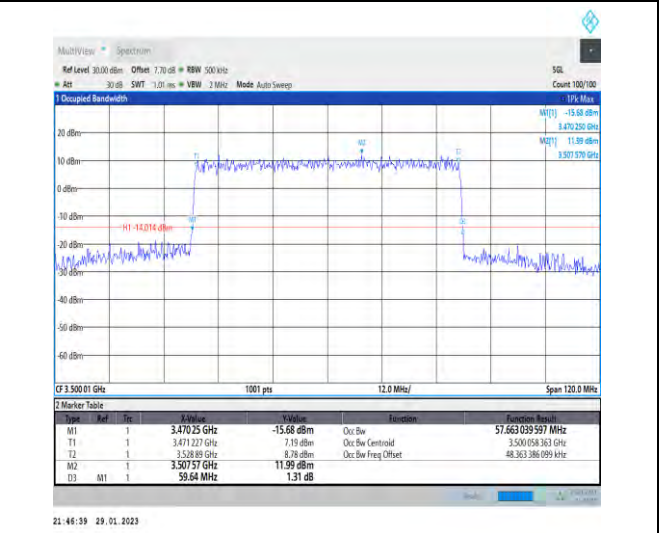 MultiView Spectrum
Ref Level 30.00 dBm Offset 7.70 dB RBW 500 kHz SGL
Att 30 dB SWT 1.01 ms VBW 2 MHz Mode Auto Sweep Count 100/100
1 Occupied Bandwidth 1Pk Max
M1[1] -15.68 dBm
3.470 250 GHz
20 dBm
M2[1] 11.99 dBm
3.507 570 GHz
M2
T1 T2
10 dBm
0 dBm
-10 dBm
M1 D3
H1 -14.014 dBm
-20 dBm
-30 dBm
-40 dBm
-50 dBm
-60 dBm
CF 3.500 01 GHz 1001 pts 12.0 MHz/ Span 120.0 MHz
2 Marker Table
Type Ref Trc X-Value Y-Value Function Function Result
M1 1 3.470 25 GHz -15.68 dBm Occ Bw 57.663 039 597 MHz
T1 1 3.471 227 GHz 7.19 dBm Occ Bw Centroid 3.500 058 363 GHz
T2 1 3.528 89 GHz 8.78 dBm Occ Bw Freq Offset 48.363 386 099 kHz
M2 1 3.507 57 GHz 11.99 dBm
D3 M1 1 59.64 MHz 1.31 dB
21:46:39 29.01.2023